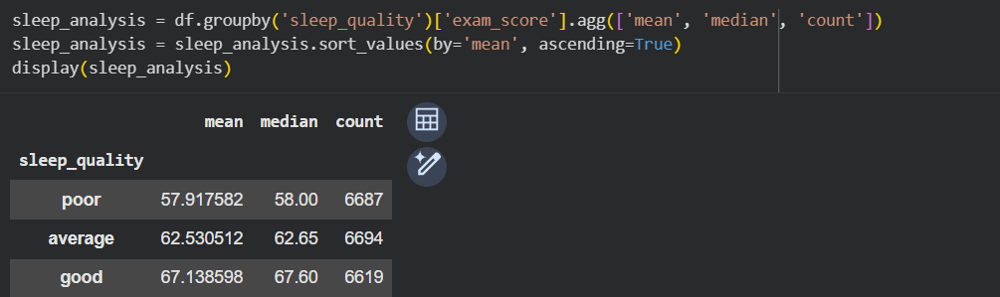 sleep_analysis = df.groupby('sleep_quality')['exam_score'].agg(['mean', 'median', 'count'])
sleep_analysis = sleep_analysis.sort_values(by='mean', ascending=True)
display(sleep_analysis)
mean median count
sleep_quality
poor 57.917582 58.00 6687
average 62.530512 62.65 6694
good 67.138598 67.60 6619